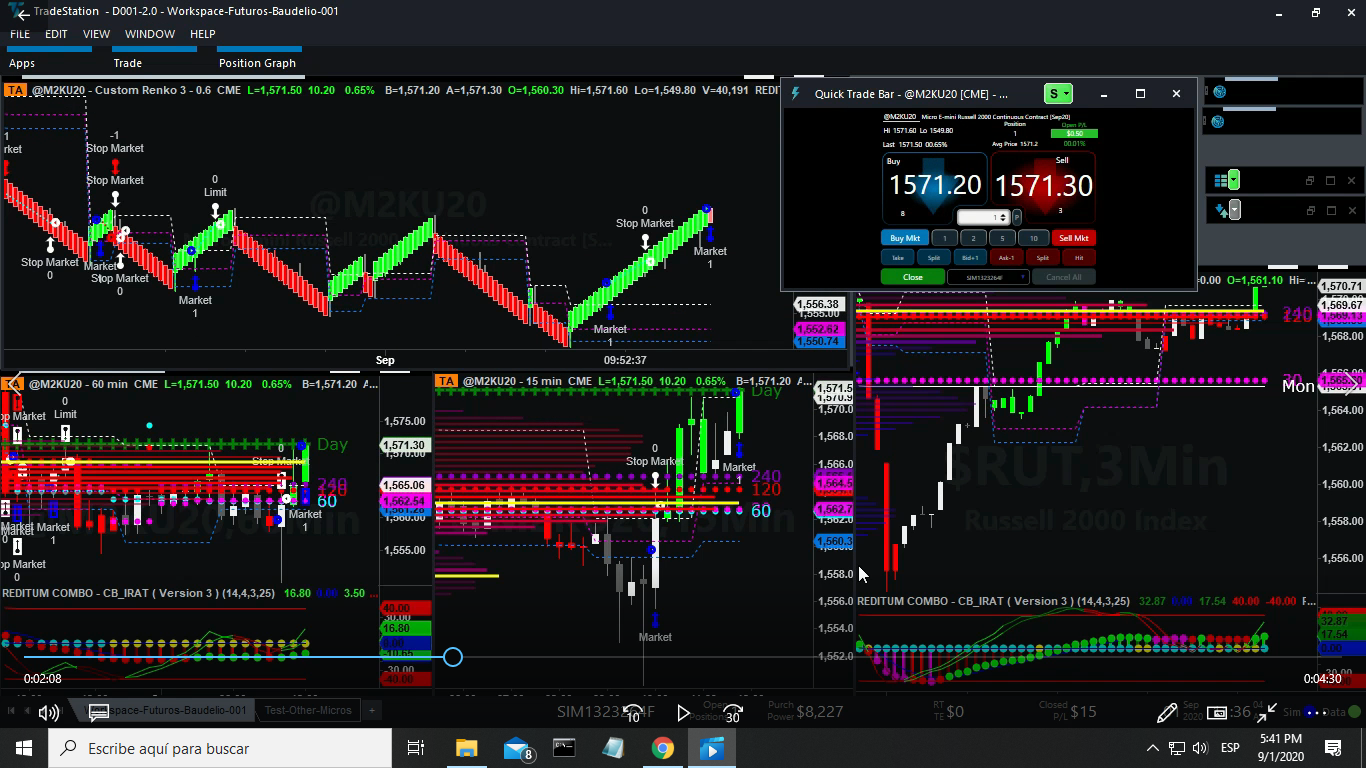 TradeStation - D001-2.0 - Workspace-Futuros-Baudelio-001
FILE EDIT VIEW WINDOW HELP
Apps Trade Position Graph
TA @M2KU20 - Custom Renko 3 - 0.6 CME L=1,571.50 10.20 0.65% B=1,571.20 A=1,571.30 O=1,560.30 Hi=1,571.60 Lo=1,549.80 V=40,191
@M2KU20
-1
Stop Market
Stop Market
0
Limit
0
Stop Market
Stop Market
0
Market
Stop Market
0
Market
1
Market
1
Market
1
1,556.38
1,555.00
1,552.62
1,550.74
Sep 09:52:37
Quick Trade Bar - @M2KU20 [CME] - ...
S
@M2KU20 Micro E-mini Russell 2000 Continuous Contract [Sep20]
Hi 1571.60 Lo 1549.80
Position
1
Open P/L
$0.50
Last 1571.50 00.65%
Avg Price 1571.2
00.01%
Buy
1571.20
8
Sell
1571.30
3
1 P
Buy Mkt 1 2 5 10 Sell Mkt
Take Split Bid+1 Ask-1 Split Hit
Close SIM1323264F Cancel All
TA @M2KU20 - 60 min CME L=1,571.50 10.20 0.65% B=1,571.20 A...
0
Limit
Day
240
120
60
Market
1
1,575.00
1,571.30
1,565.06
1,562.54
1,560.00
1,555.00
REDITUM COMBO - CB_IRAT ( Version 3 ) (14,4,3,25) 16.80 0.00 3.50 ...
40.00
16.80
0.00
-40.00
TA @M2KU20 - 15 min CME L=1,571.50 10.20 0.65% B=1,571.20 A...
Day
0
Stop Market
Market
1
240
120
60
Market
1,571.5
1,570.0
1,568.0
1,566.0
1,564.5
1,562.7
1,562.0
1,560.3
1,558.0
1,556.0
1,554.0
1,552.0
O=1,561.10 Hi=...
1,570.71
1,569.67
1,569.13
1,568.00
240
120
20
Mon
1,564.00
1,562.00
1,560.00
1,558.00
1,556.00
$RUT,3Min
Russell 2000 Index
REDITUM COMBO - CB_IRAT ( Version 3 ) (14,4,3,25) 32.87 0.00 17.54 40.00 -40.00 P...
32.87
17.54
0.00
0:02:08 0:04:30
Workspace-Futuros-Baudelio-001 Test-Other-Micros +
SIM1323264F
Open
Positions
Purch
Power
$8,227
RT
TE
$0
Closed
P/L
$15
Sep
2020
:36
Sim Data
10 30
Escribe aquí para buscar
8
ESP
5:41 PM
9/1/2020